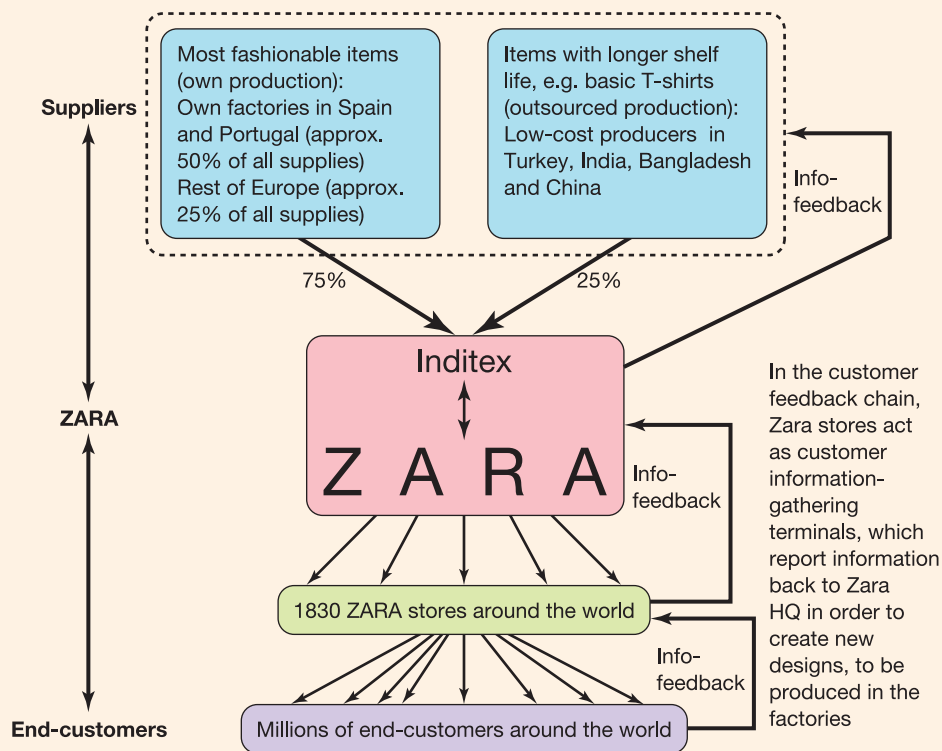 Suppliers
Most fashionable items
(own production):
Own factories in Spain
and Portugal (approx.
50% of all supplies)
Rest of Europe (approx.
25% of all supplies)
Items with longer shelf
life, e.g. basic T-shirts
(outsourced production):
Low-cost producers in
Turkey, India, Bangladesh
and China
Info-
feedback
75%
25%
Inditex
ZARA
ZARA
Info-
feedback
In the customer
feedback chain,
Zara stores act
as customer
information-
gathering
terminals, which
report information
back to Zara
HQ in order to
create new
designs, to be
produced in the
factories
1830 ZARA stores around the world
Info-
feedback
End-customers
Millions of end-customers around the world